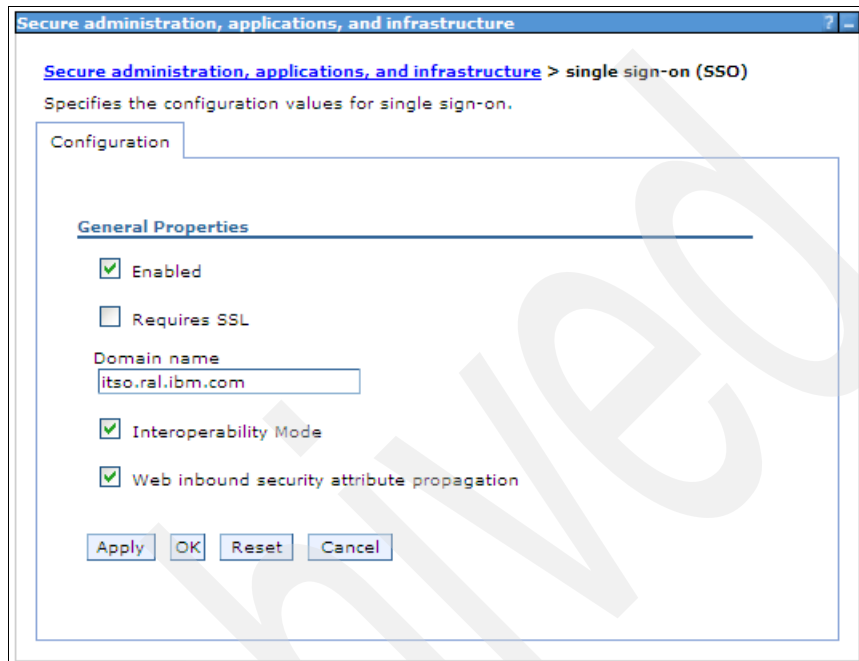 Secure administration, applications, and infrastructure ? –
Secure administration, applications, and infrastructure > single sign-on (SSO)
Specifies the configuration values for single sign-on.
Configuration
General Properties
Enabled
Requires SSL
Domain name
itso.ral.ibm.com
Interoperability Mode
Web inbound security attribute propagation
Apply OK Reset Cancel
hived